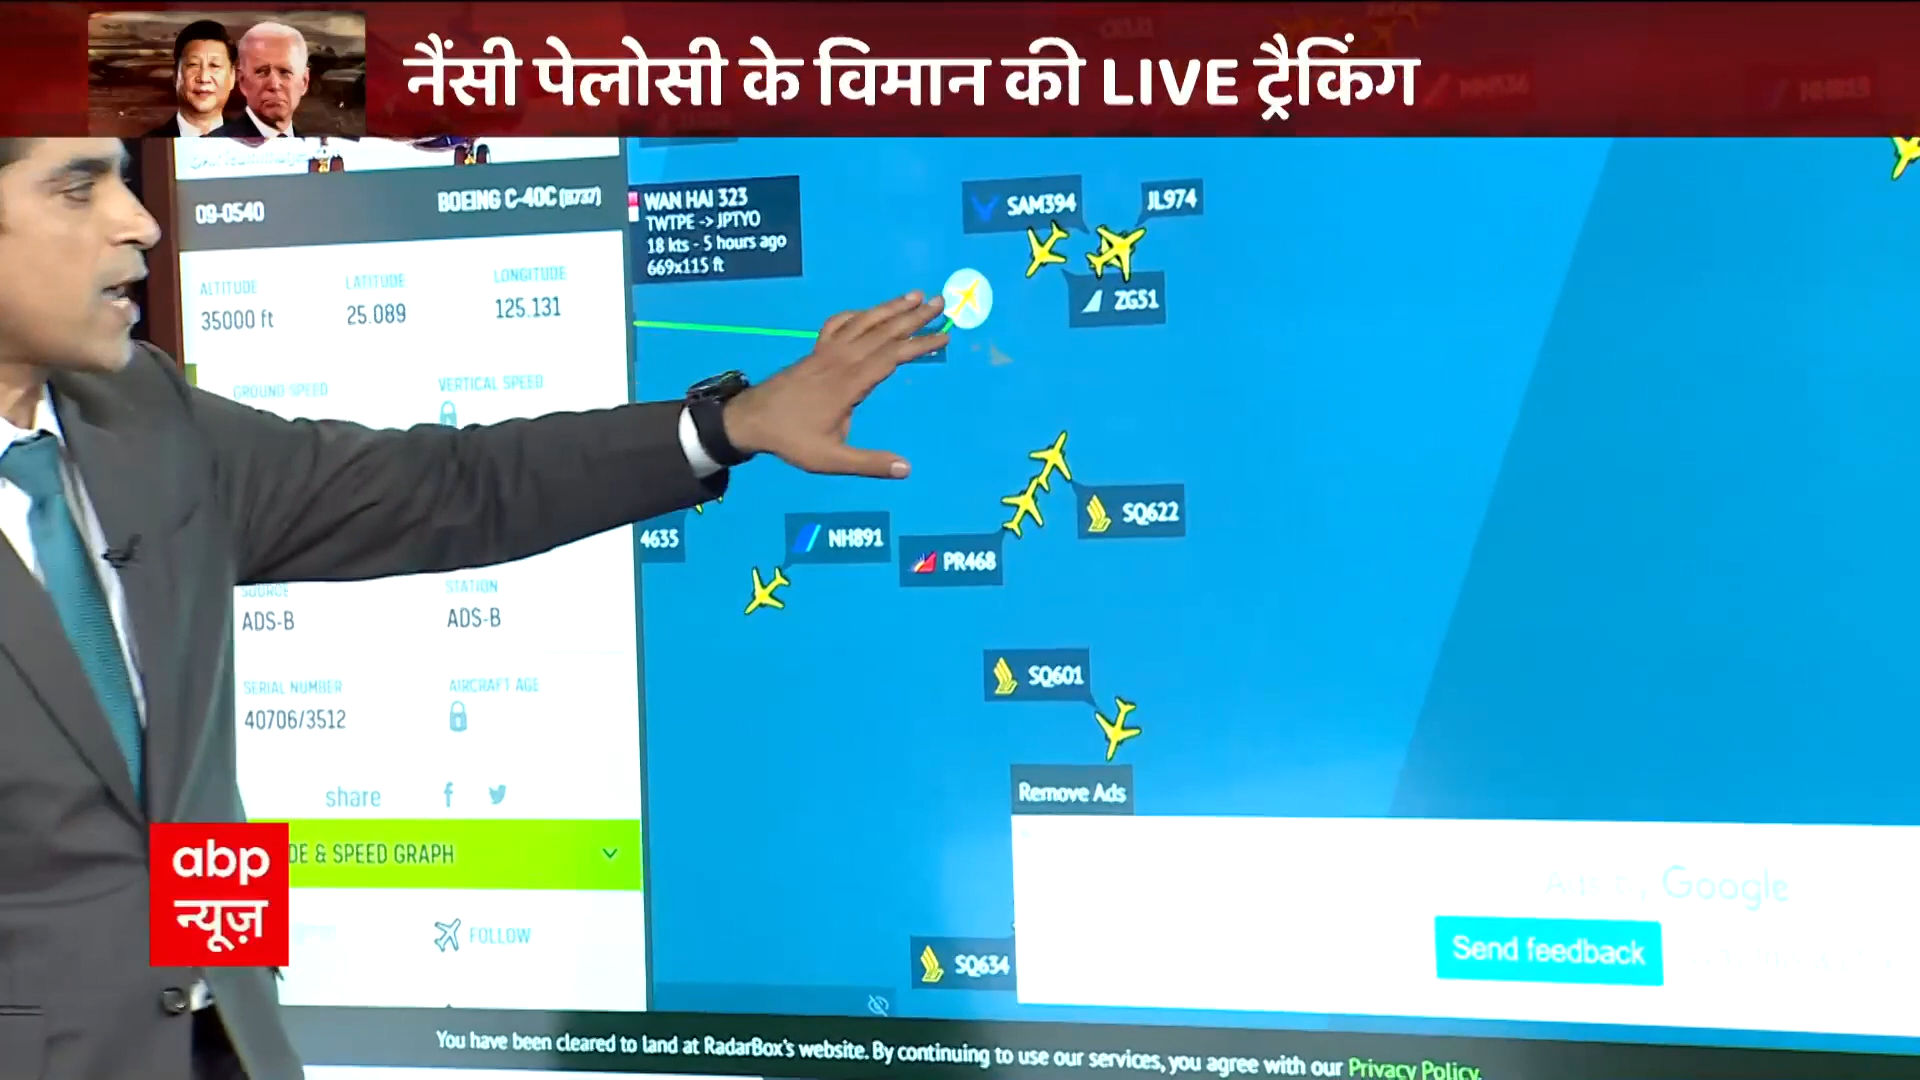 नैंसी पेलोसी के विमान की LIVE ट्रैकिंग
09-0540
BOEING C-40C (B737)
ALTITUDE
35000 ft
LATITUDE
25.089
LONGITUDE
125.131
GROUND SPEED
VERTICAL SPEED
SOURCE
ADS-B
STATION
ADS-B
SERIAL NUMBER
40706/3512
AIRCRAFT AGE
share
DE & SPEED GRAPH
FOLLOW
abp
न्यूज़
WAN HAI 323
TWTPE -> JPTYO
18 kts - 5 hours ago
669x115 ft
SAM394
JL974
ZG51
4635
NH891
PR468
SQ622
SQ601
SQ634
Remove Ads
Google
Send feedback
You have been cleared to land at RadarBox's website. By continuing to use our services, you agree with our Privacy Policy.